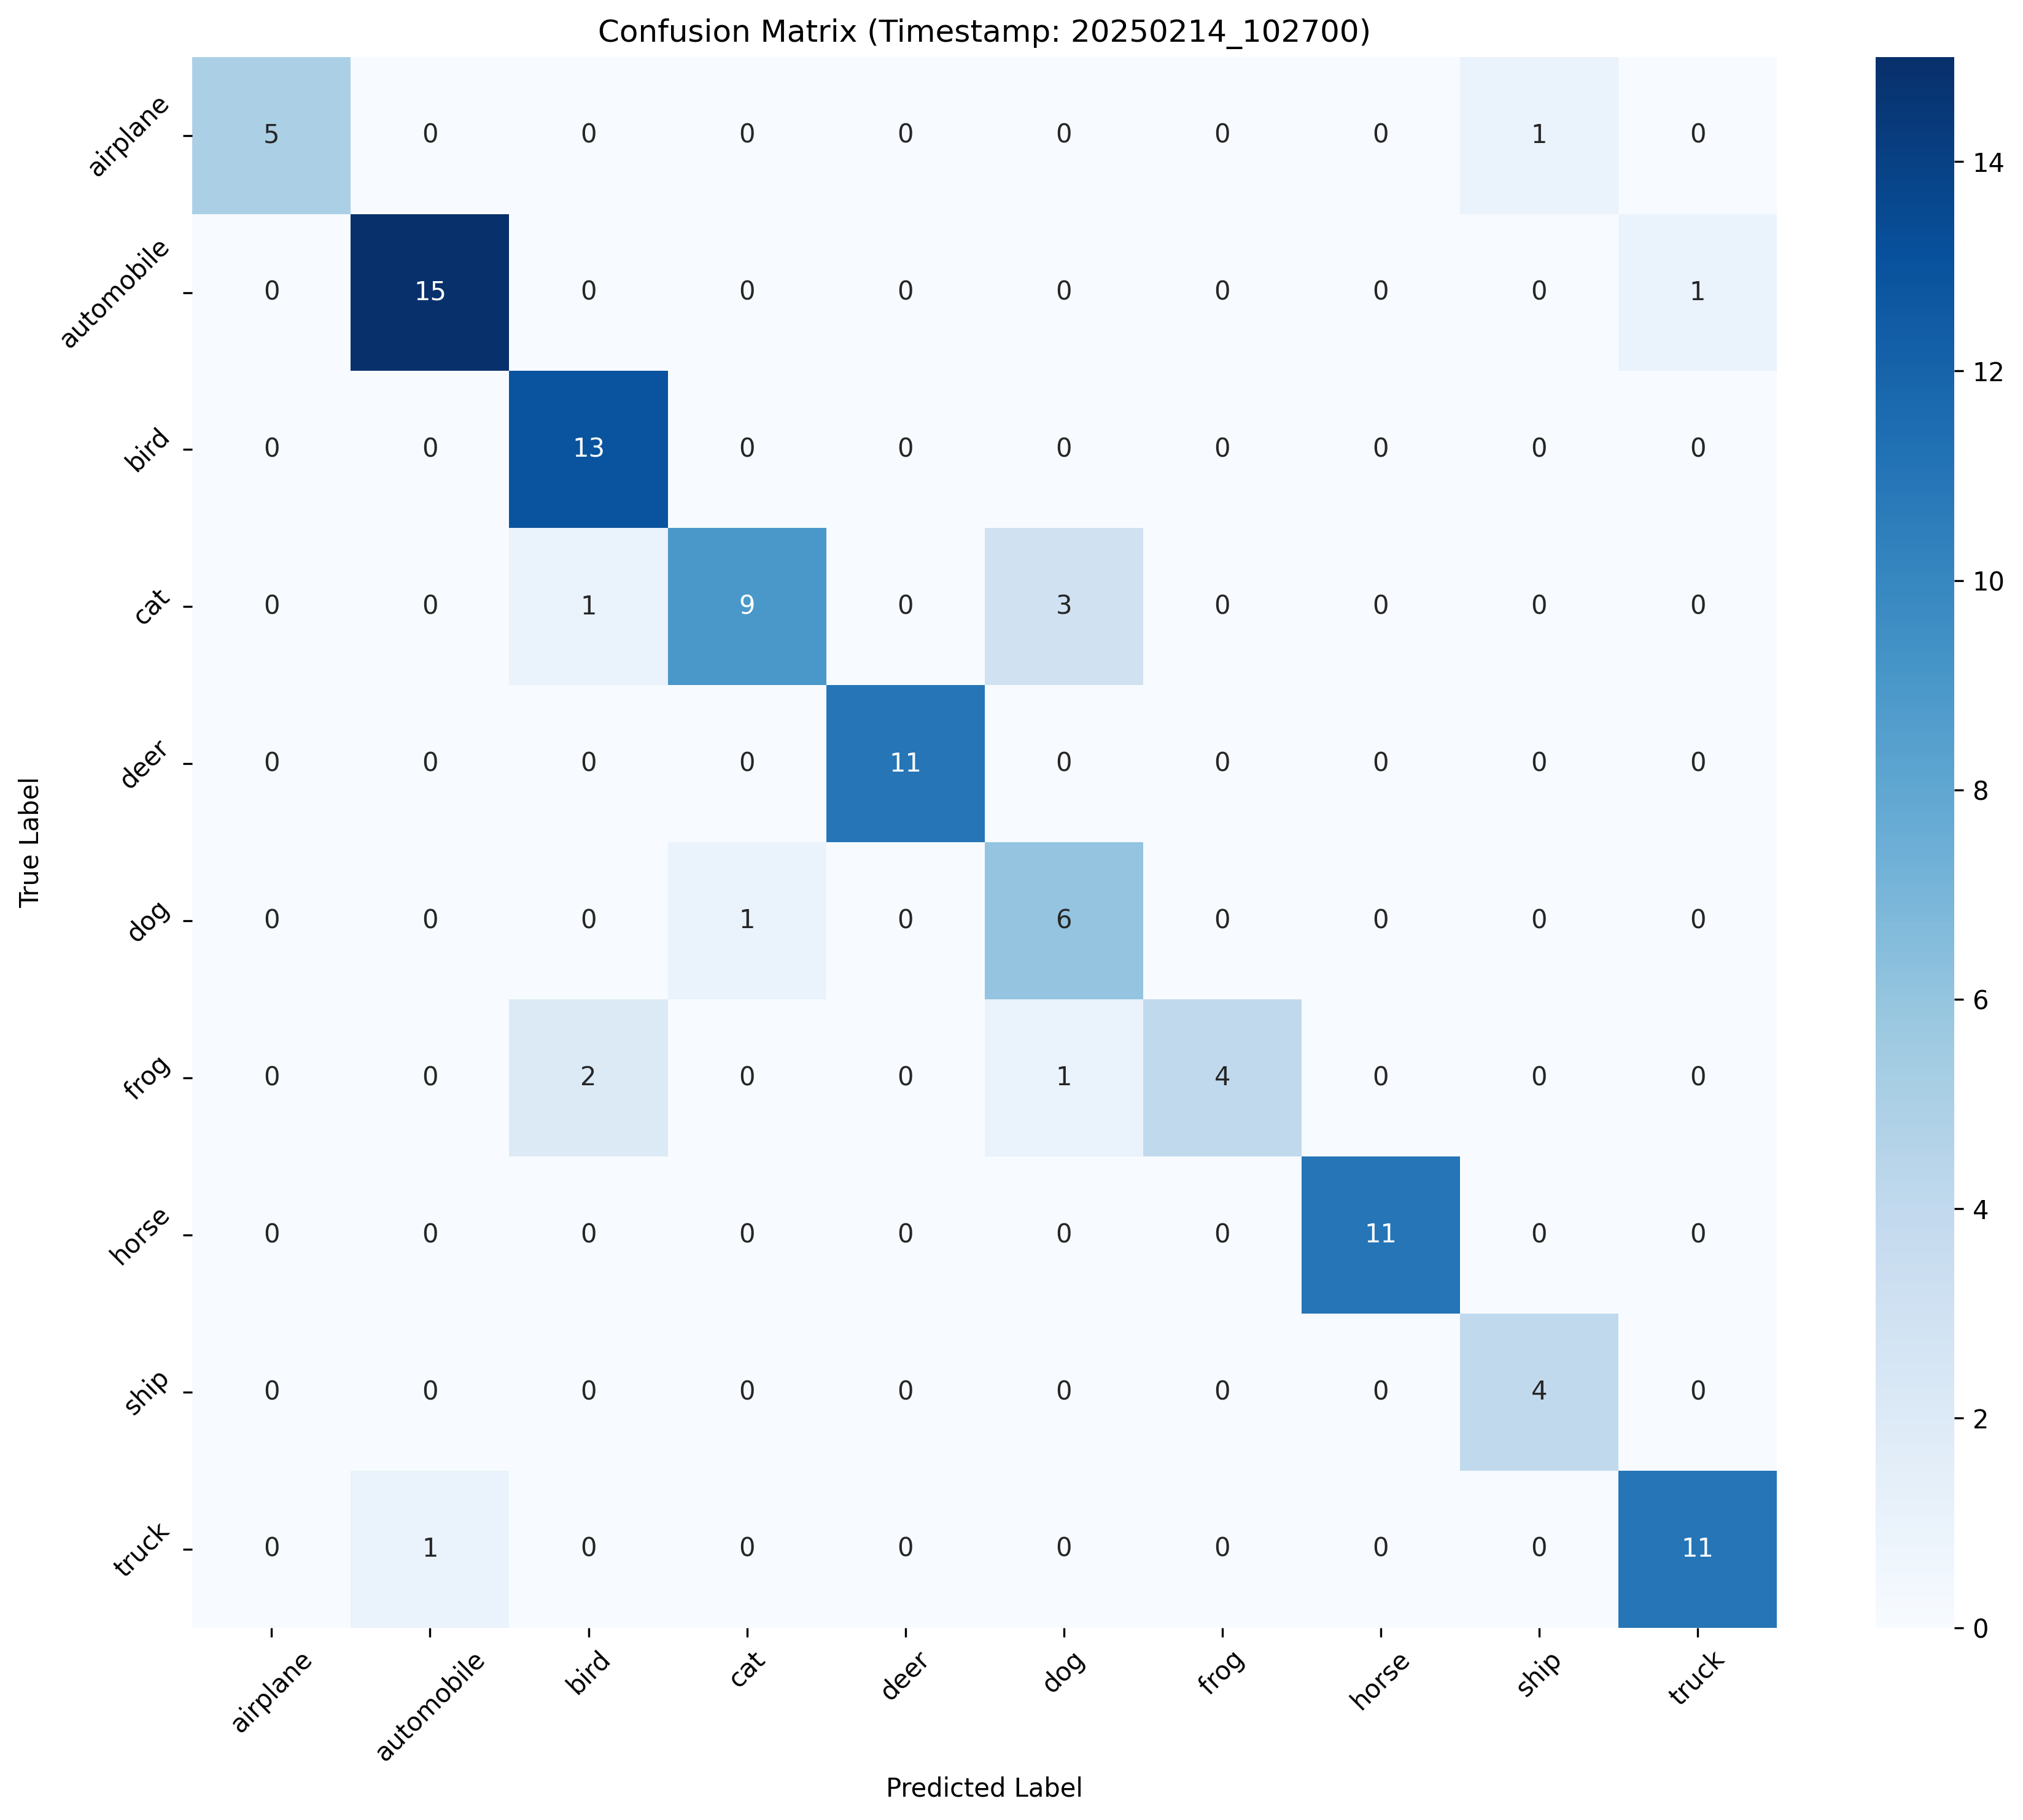 Confusion Matrix (Timestamp: 20250214_102700)
airplane 5 0 0 0 0 0 0 0 1 0
automobile 0 15 0 0 0 0 0 0 0 1
bird 0 0 13 0 0 0 0 0 0 0
cat 0 0 1 9 0 3 0 0 0 0
deer 0 0 0 0 11 0 0 0 0 0
dog 0 0 0 1 0 6 0 0 0 0
frog 0 0 2 0 0 1 4 0 0 0
horse 0 0 0 0 0 0 0 11 0 0
ship 0 0 0 0 0 0 0 0 4 0
truck 0 1 0 0 0 0 0 0 0 11
True Label
airplane automobile bird cat deer dog frog horse ship truck
Predicted Label
14
12
10
8
6
4
2
0